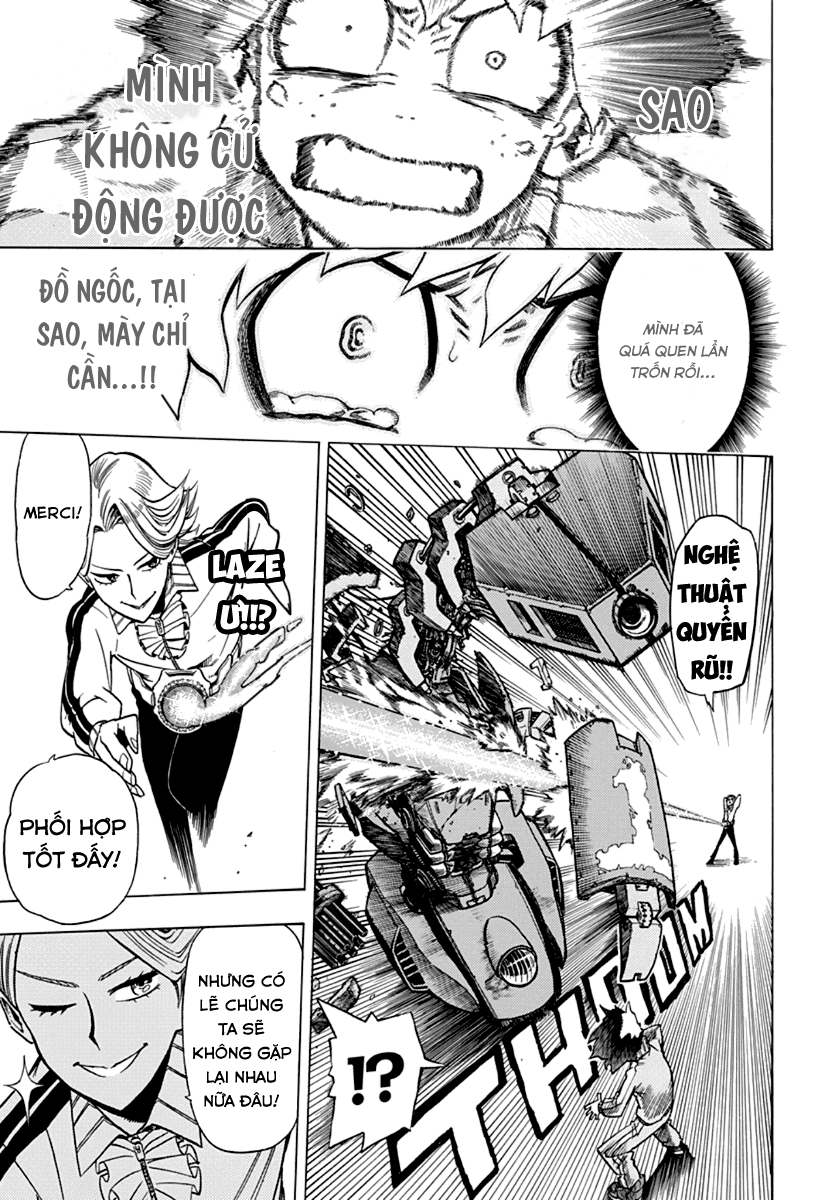 SAO
MÌNH
KHÔNG CỬ
ĐỘNG ĐƯỢC
MÌNH ĐÃ
QUÁ QUEN LẨN
TRỐN RỒI...
ĐỒ NGỐC, TẠI
SAO, MÀY CHỈ
CẦN...!!
NGHỆ
THUẬT
QUYẾN
RŨ!!
THOOOM
!?
MERCI!
LAZE
Ư!!?
PHỐI HỢP
TỐT ĐẤY!
NHƯNG CÓ
LẼ CHÚNG
TA SẼ
KHÔNG GẶP
LẠI NHAU
NỮA ĐÂU!